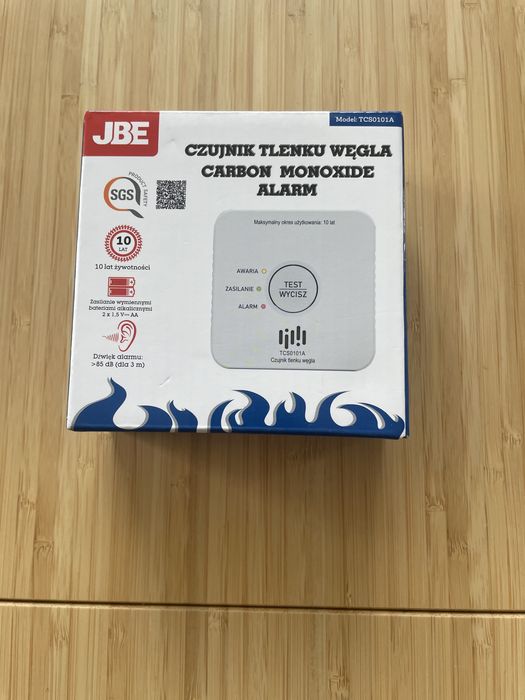 JBE
Model: TCS0101A
CZUJNIK TLENKU WĘGLA
CARBON MONOXIDE
ALARM
SGS
PRODUCT SAFETY
10
LAT
10 lat żywotności
Zasilanie wymiennymi
bateriami alkalicznymi
2 x 1,5 V⎓ AA
Dźwięk alarmu:
>85 dB (dla 3 m)
Maksymalny okres użytkowania: 10 lat
AWARIA
ZASILANIE
ALARM
TEST
WYCISZ
TCS0101A
Czujnik tlenku węgla